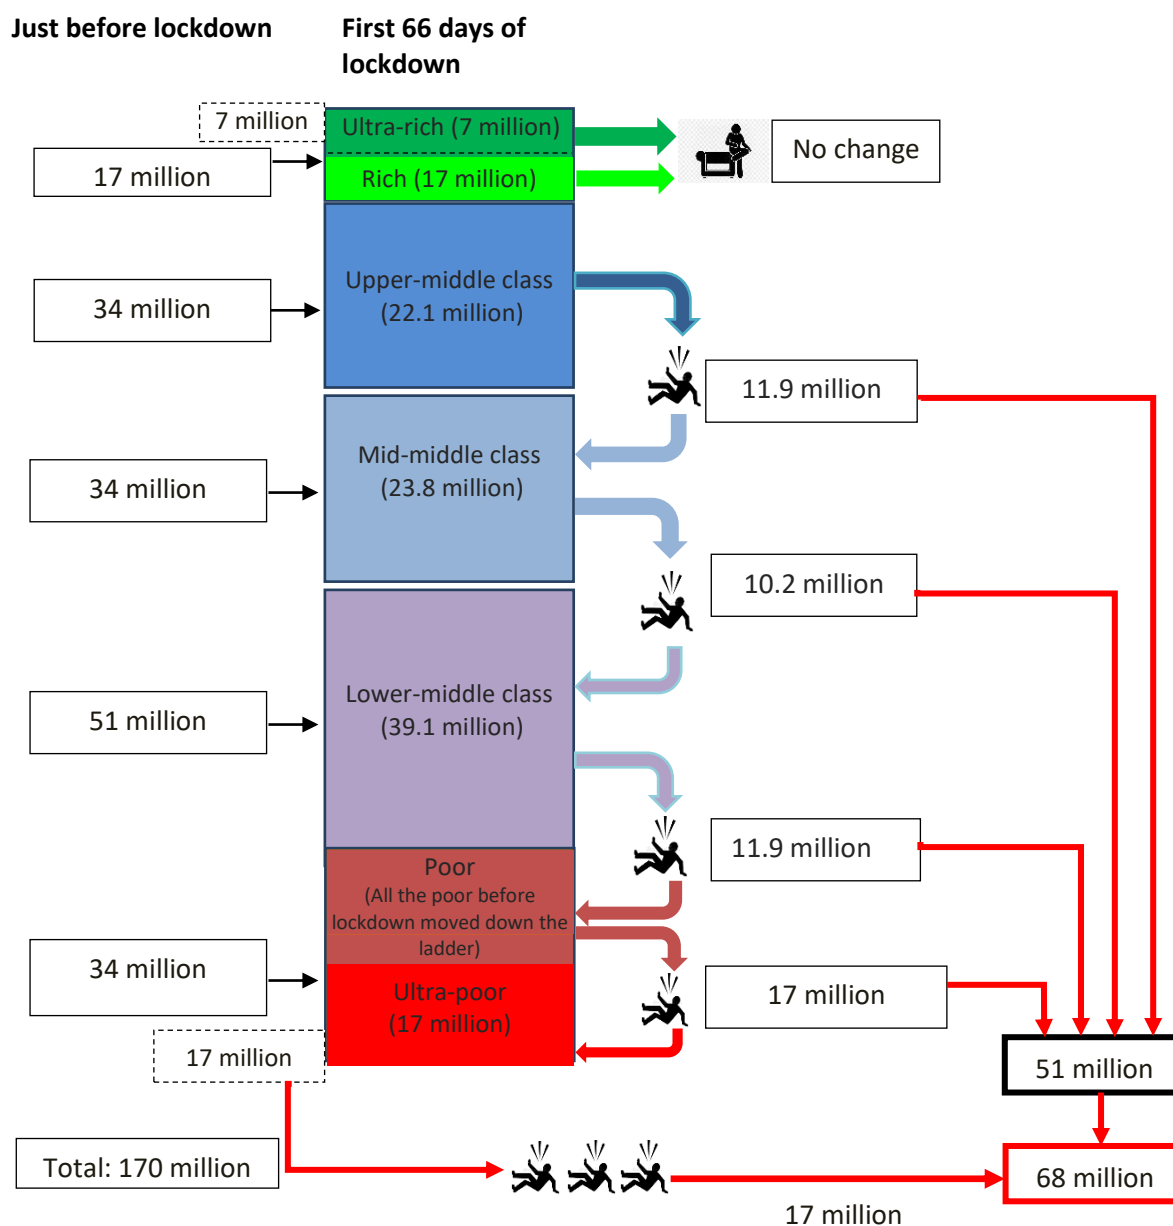 Just before lockdown
First 66 days of
lockdown
7 million
Ultra-rich (7 million)
No change
17 million
Rich (17 million)
34 million
Upper-middle class
(22.1 million)
11.9 million
34 million
Mid-middle class
(23.8 million)
10.2 million
51 million
Lower-middle class
(39.1 million)
11.9 million
Poor
(All the poor before
lockdown moved down the
ladder)
34 million
Ultra-poor
(17 million)
17 million
17 million
51 million
Total: 170 million
68 million
17 million